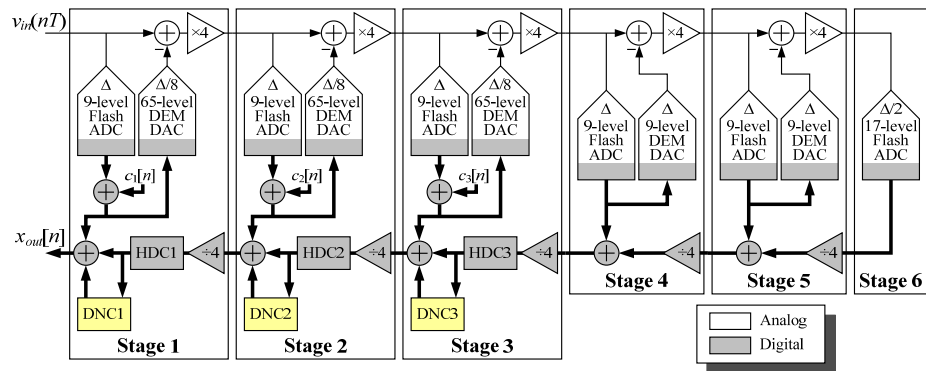 v_in(nT)
×4
×4
×4
×4
×4
Δ
9-level
Flash
ADC
Δ/8
65-level
DEM
DAC
Δ
9-level
Flash
ADC
Δ/8
65-level
DEM
DAC
Δ
9-level
Flash
ADC
Δ/8
65-level
DEM
DAC
Δ
9-level
Flash
ADC
Δ
9-level
DEM
DAC
Δ
9-level
Flash
ADC
Δ
9-level
DEM
DAC
Δ/2
17-level
Flash
ADC
c₁[n]
c₂[n]
c₃[n]
x_out[n]
HDC1
÷4
HDC2
÷4
HDC3
÷4
÷4
÷4
DNC1
DNC2
DNC3
Stage 1
Stage 2
Stage 3
Stage 4
Stage 5
Stage 6
Analog
Digital